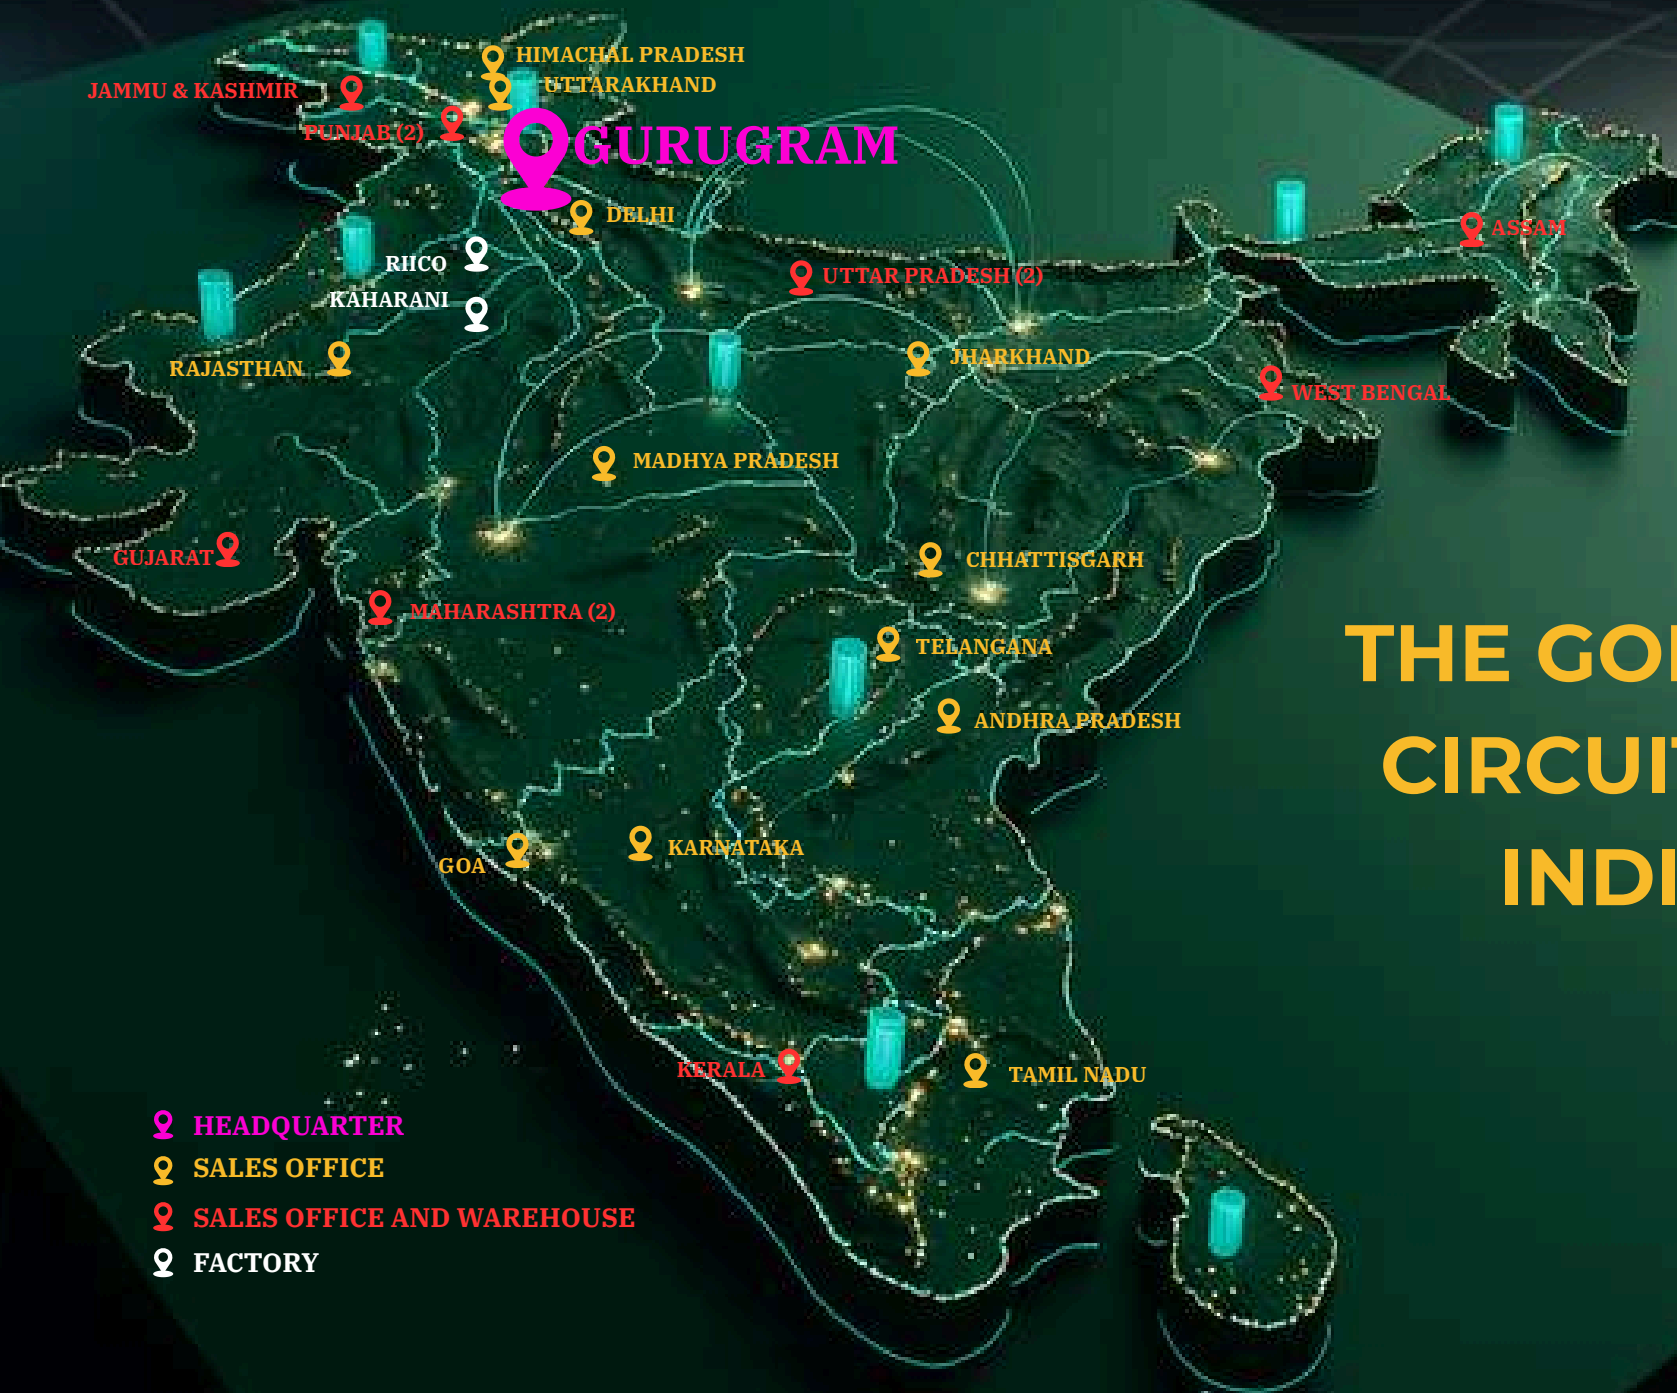 HIMACHAL PRADESH
UTTARAKHAND
JAMMU & KASHMIR
PUNJAB (2)
GURUGRAM
DELHI
ASSAM
RIICO
UTTAR PRADESH (2)
KAHARANI
RAJASTHAN
JHARKHAND
WEST BENGAL
MADHYA PRADESH
GUJARAT
CHHATTISGARH
MAHARASHTRA (2)
TELANGANA
ANDHRA PRADESH
THE
CIRCUIT
INDI
KARNATAKA
GOA
KERALA
TAMIL NADU
HEADQUARTER
SALES OFFICE
SALES OFFICE AND WAREHOUSE
FACTORY